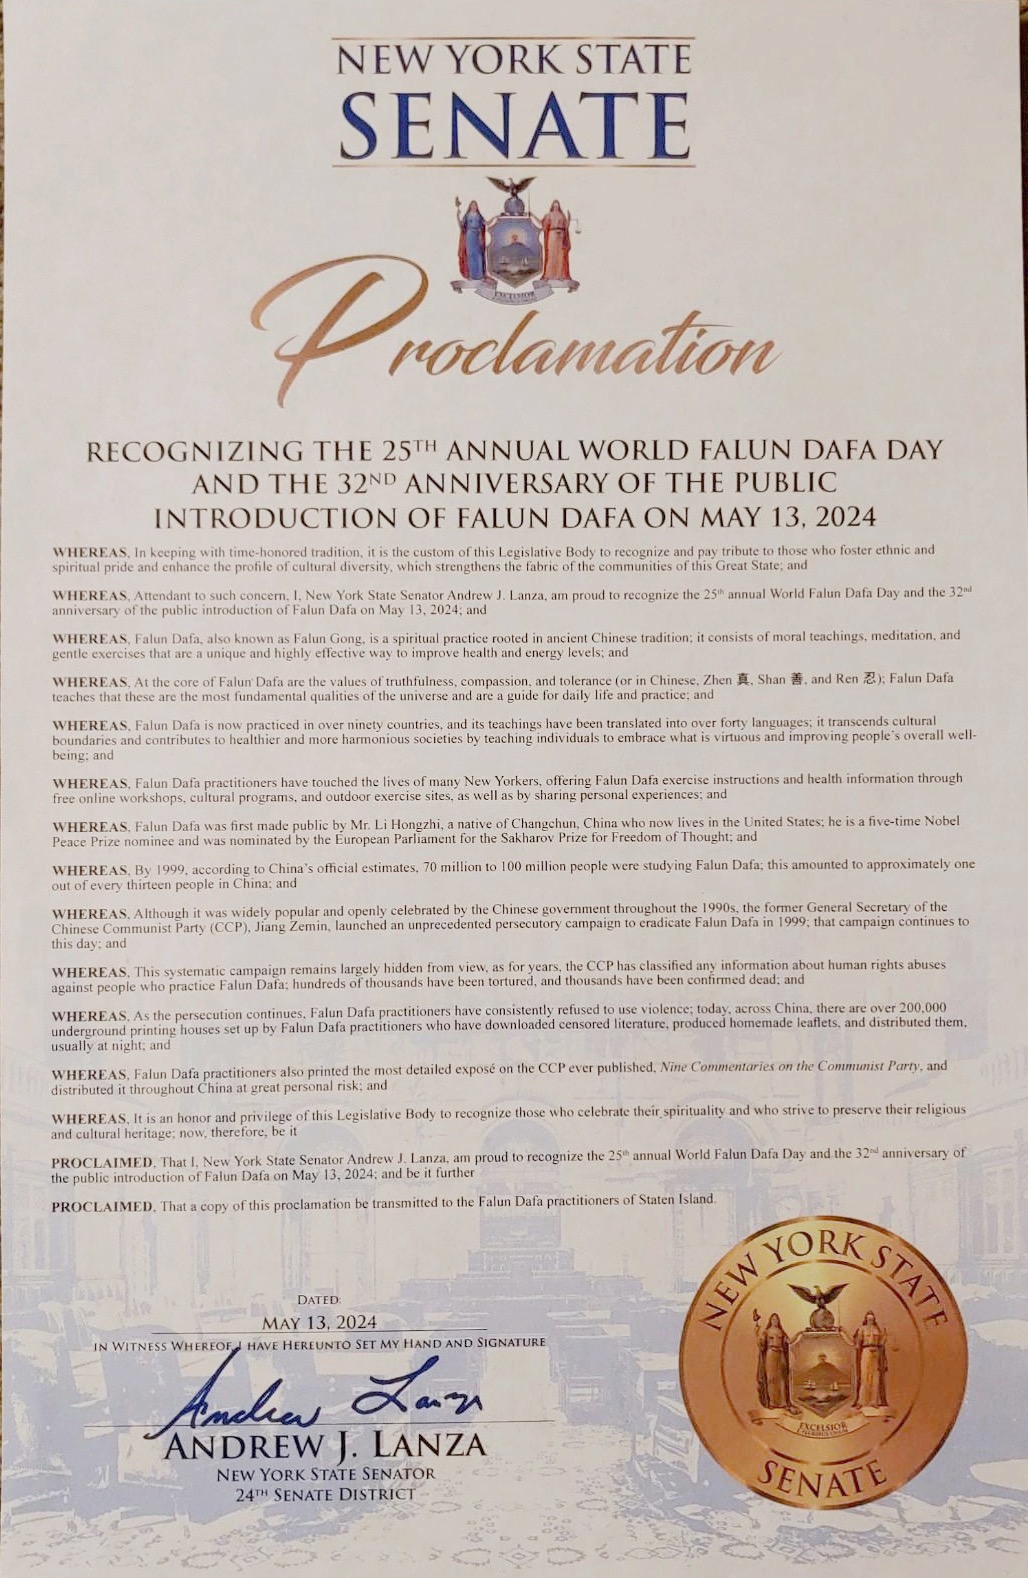 NEW YORK STATE
SENATE
EXCELSIOR
Proclamation
RECOGNIZING THE 25TH ANNUAL WORLD FALUN DAFA DAY
AND THE 32ND ANNIVERSARY OF THE PUBLIC
INTRODUCTION OF FALUN DAFA ON MAY 13, 2024
WHEREAS, In keeping with time-honored tradition, it is the custom of this Legislative Body to recognize and pay tribute to those who foster ethnic and
spiritual pride and enhance the profile of cultural diversity, which strengthens the fabric of the communities of this Great State; and
WHEREAS, Attendant to such concern, I, New York State Senator Andrew J. Lanza, am proud to recognize the 25th annual World Falun Dafa Day and the 32nd
anniversary of the public introduction of Falun Dafa on May 13, 2024; and
WHEREAS, Falun Dafa, also known as Falun Gong, is a spiritual practice rooted in ancient Chinese tradition; it consists of moral teachings, meditation, and
gentle exercises that are a unique and highly effective way to improve health and energy levels; and
WHEREAS, At the core of Falun Dafa are the values of truthfulness, compassion, and tolerance (or in Chinese, Zhen 真, Shan 善, and Ren 忍); Falun Dafa
teaches that these are the most fundamental qualities of the universe and are a guide for daily life and practice; and
WHEREAS, Falun Dafa is now practiced in over ninety countries, and its teachings have been translated into over forty languages; it transcends cultural
boundaries and contributes to healthier and more harmonious societies by teaching individuals to embrace what is virtuous and improving people's overall well-
being; and
WHEREAS, Falun Dafa practitioners have touched the lives of many New Yorkers, offering Falun Dafa exercise instructions and health information through
free online workshops, cultural programs, and outdoor exercise sites, as well as by sharing personal experiences; and
WHEREAS, Falun Dafa was first made public by Mr. Li Hongzhi, a native of Changchun, China who now lives in the United States; he is a five-time Nobel
Peace Prize nominee and was nominated by the European Parliament for the Sakharov Prize for Freedom of Thought; and
WHEREAS, By 1999, according to China's official estimates, 70 million to 100 million people were studying Falun Dafa; this amounted to approximately one
out of every thirteen people in China; and
WHEREAS, Although it was widely popular and openly celebrated by the Chinese government throughout the 1990s, the former General Secretary of the
Chinese Communist Party (CCP), Jiang Zemin, launched an unprecedented persecutory campaign to eradicate Falun Dafa in 1999; that campaign continues to
this day; and
WHEREAS, This systematic campaign remains largely hidden from view, as for years, the CCP has classified any information about human rights abuses
against people who practice Falun Dafa; hundreds of thousands have been tortured, and thousands have been confirmed dead; and
WHEREAS, As the persecution continues, Falun Dafa practitioners have consistently refused to use violence; today, across China, there are over 200,000
underground printing houses set up by Falun Dafa practitioners who have downloaded censored literature, produced homemade leaflets, and distributed them,
usually at night; and
WHEREAS, Falun Dafa practitioners also printed the most detailed exposé on the CCP ever published, Nine Commentaries on the Communist Party, and
distributed it throughout China at great personal risk; and
WHEREAS, It is an honor and privilege of this Legislative Body to recognize those who celebrate their spirituality and who strive to preserve their religious
and cultural heritage; now, therefore, be it
PROCLAIMED, That I, New York State Senator Andrew J. Lanza, am proud to recognize the 25th annual World Falun Dafa Day and the 32nd anniversary of
the public introduction of Falun Dafa on May 13, 2024; and be it further
PROCLAIMED, That a copy of this proclamation be transmitted to the Falun Dafa practitioners of Staten Island.
DATED:
MAY 13, 2024
IN WITNESS WHEREOF, I HAVE HEREUNTO SET MY HAND AND SIGNATURE
Andrew Lanza
ANDREW J. LANZA
NEW YORK STATE SENATOR
24TH SENATE DISTRICT
NEW YORK STATE
EXCELSIOR
E PLURIBUS UNUM
SENATE